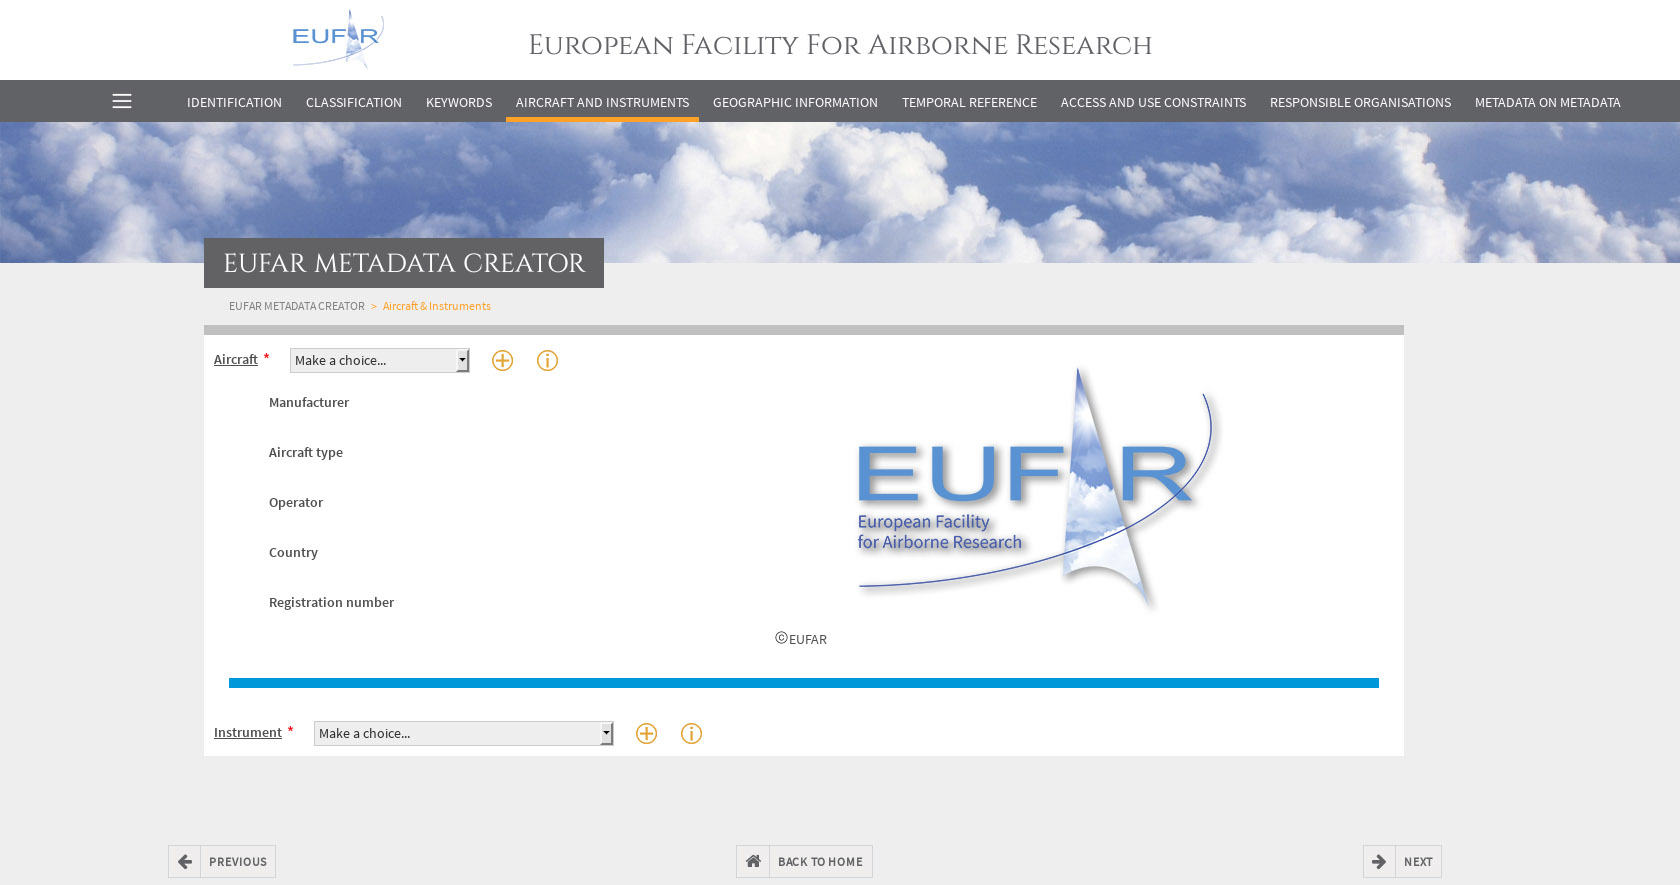 EUFAR
European Facility For Airborne Research
IDENTIFICATION CLASSIFICATION KEYWORDS AIRCRAFT AND INSTRUMENTS GEOGRAPHIC INFORMATION TEMPORAL REFERENCE ACCESS AND USE CONSTRAINTS RESPONSIBLE ORGANISATIONS METADATA ON METADATA
EUFAR METADATA CREATOR
EUFAR METADATA CREATOR > Aircraft & Instruments
Aircraft * Make a choice...
Manufacturer
Aircraft type
Operator
Country
Registration number
EUFAR
European Facility
for Airborne Research
©EUFAR
Instrument * Make a choice...
PREVIOUS BACK TO HOME NEXT